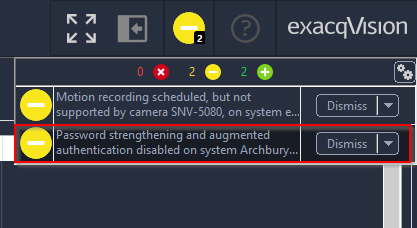 2
exacqVision
0 2 2
Motion recording scheduled, but not
supported by camera SNV-5080, on system e...
Dismiss
Password strengthening and augmented
authentication disabled on system Archbury...
Dismiss